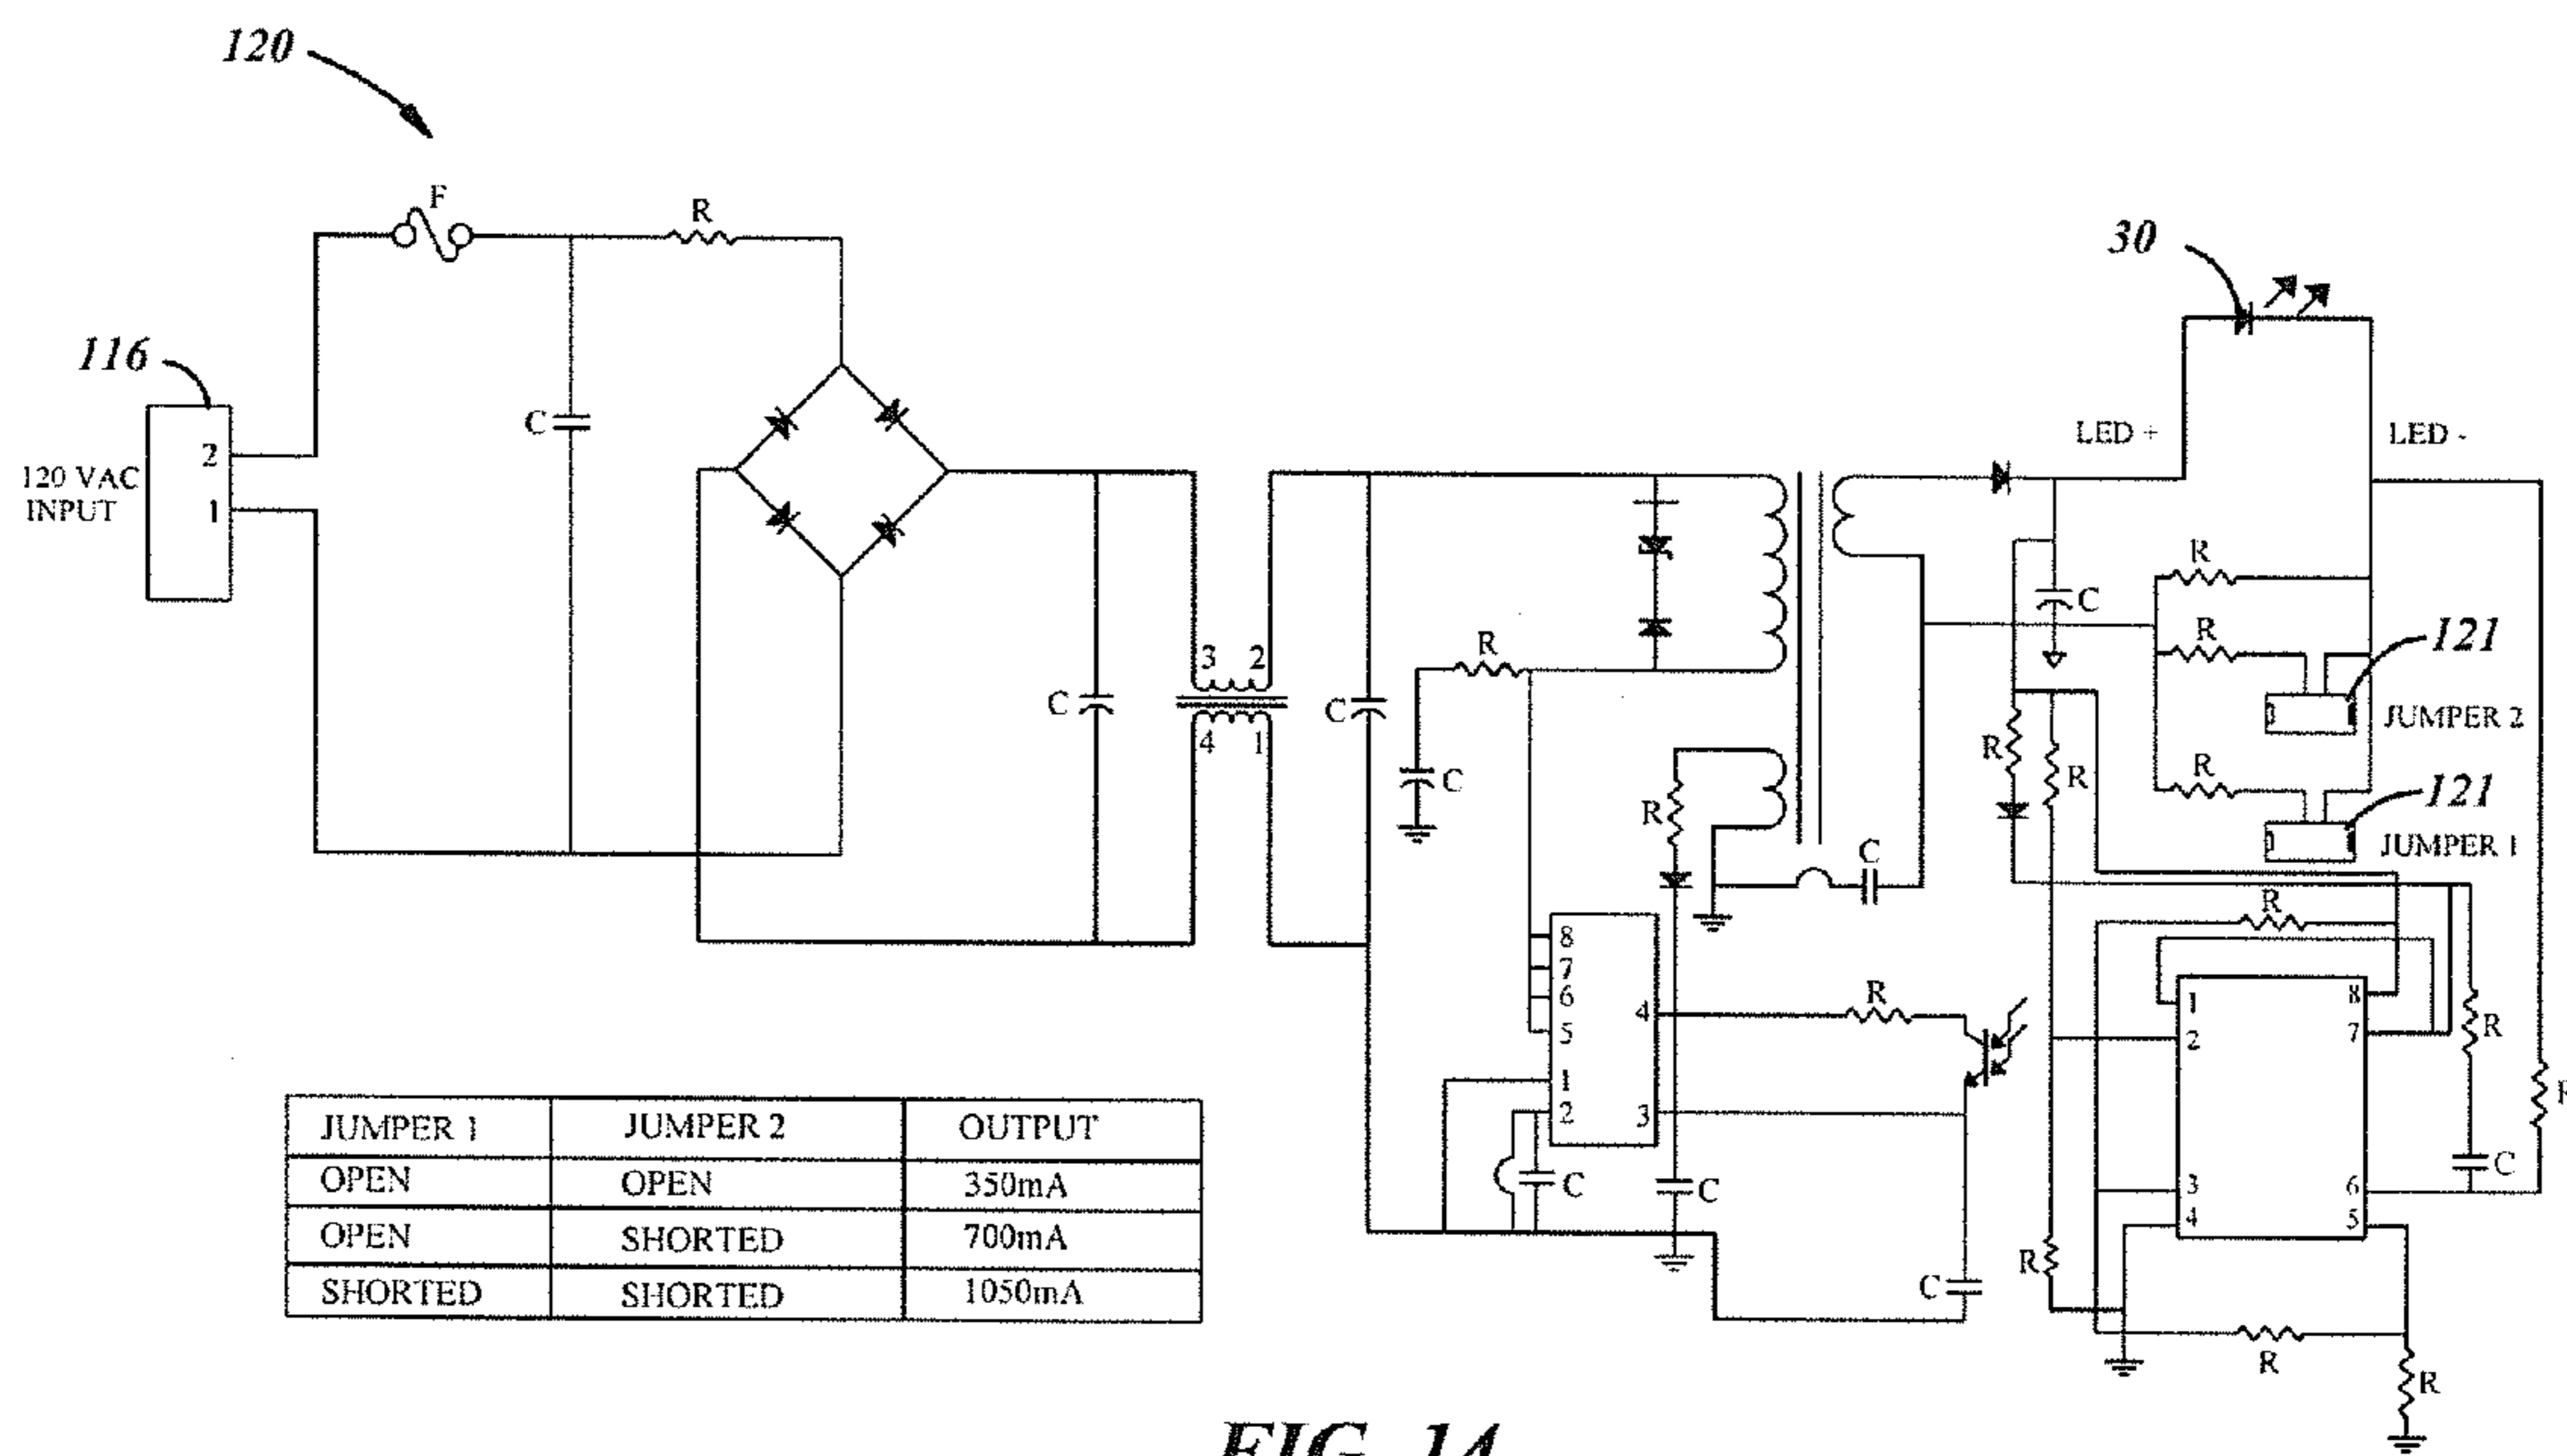 120
F
R
30
116
120 VAC
INPUT
2
1
C
LED +
LED -
R
C
R
121
JUMPER 2
3 2
4 1
C
C
R
C
R
R
R
R
121
JUMPER 1
C
R
8
7
6
5
1
2
4
3
R
1
2
3
4
8
7
6
5
R
C
C
C
C
R
R
R
R
JUMPER 1 JUMPER 2 OUTPUT
OPEN OPEN 350mA
OPEN SHORTED 700mA
SHORTED SHORTED 1050mA
FIG. 14